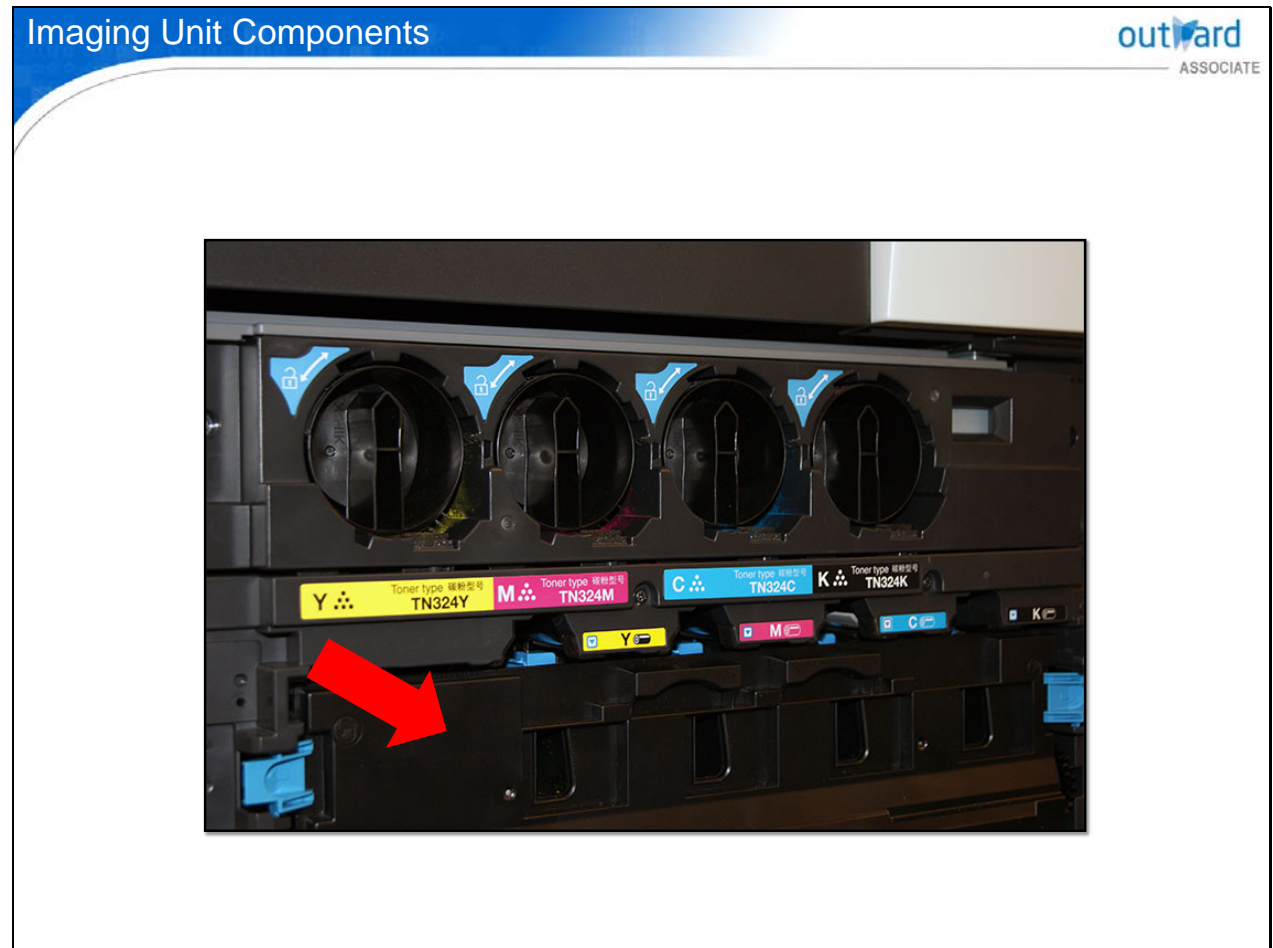 Imaging Unit Components
outward
ASSOCIATE
Y Toner type 碳粉型号
TN324Y
M Toner type 碳粉型号
TN324M
C Toner type 碳粉型号
TN324C
K Toner type 碳粉型号
TN324K
Y
M
C
K